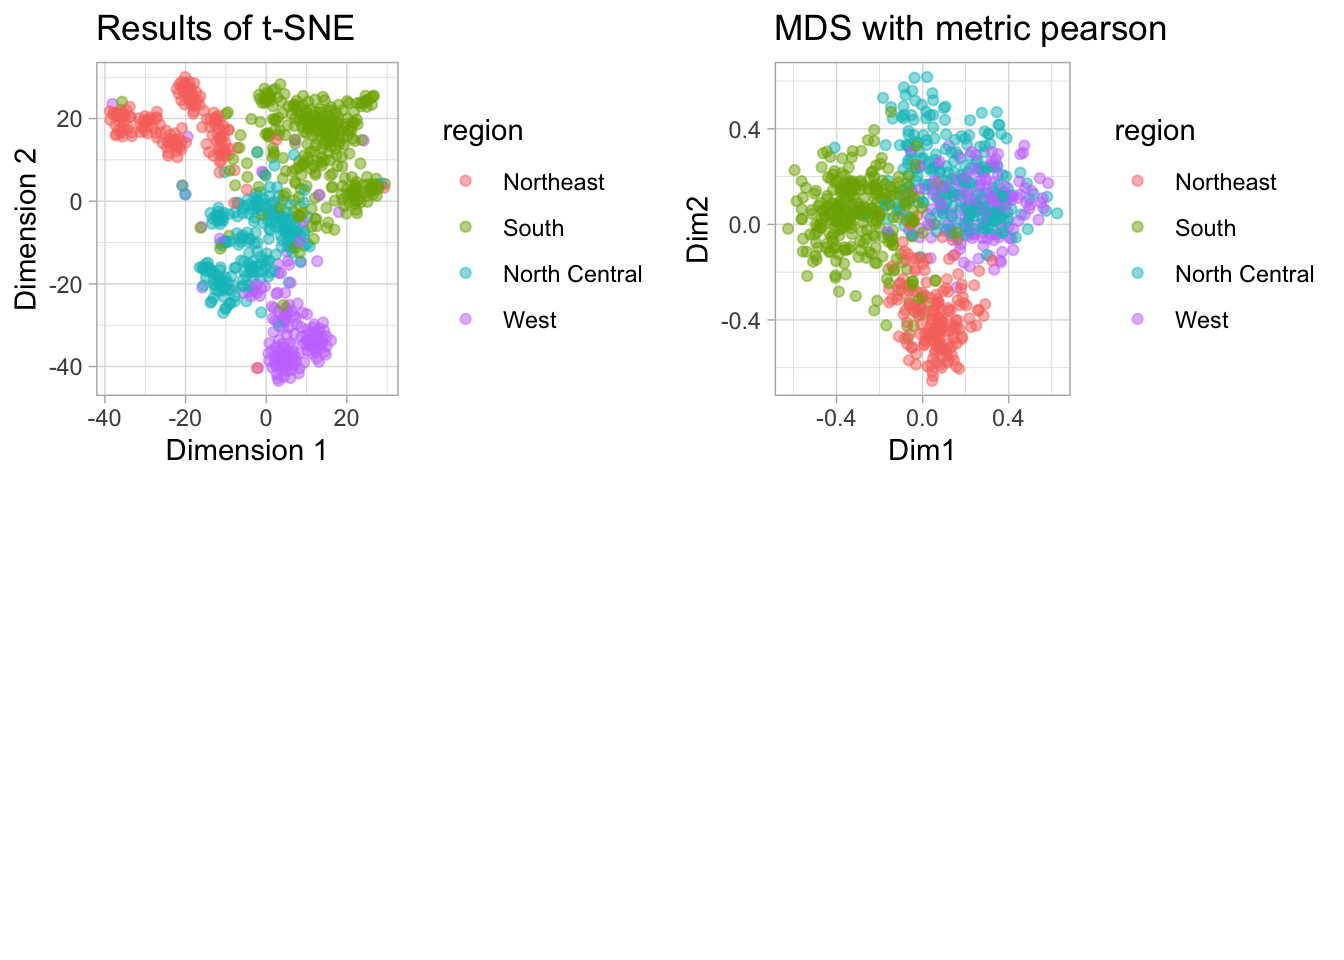 Results of t-SNE
Dimension 2
20
0
-20
-40
-40 -20 0 20
Dimension 1
region
Northeast
South
North Central
West
MDS with metric pearson
Dim2
0.4
0.0
-0.4
-0.4 0.0 0.4
Dim1
region
Northeast
South
North Central
West